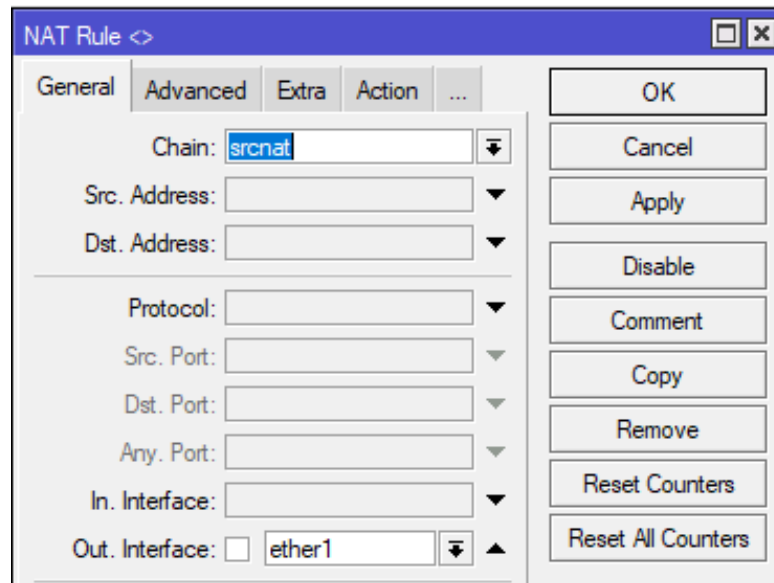 NAT Rule <>
General Advanced Extra Action ...
Chain: srcnat
Src. Address:
Dst. Address:
Protocol:
Src. Port:
Dst. Port:
Any. Port:
In. Interface:
Out. Interface: ether1
OK
Cancel
Apply
Disable
Comment
Copy
Remove
Reset Counters
Reset All Counters